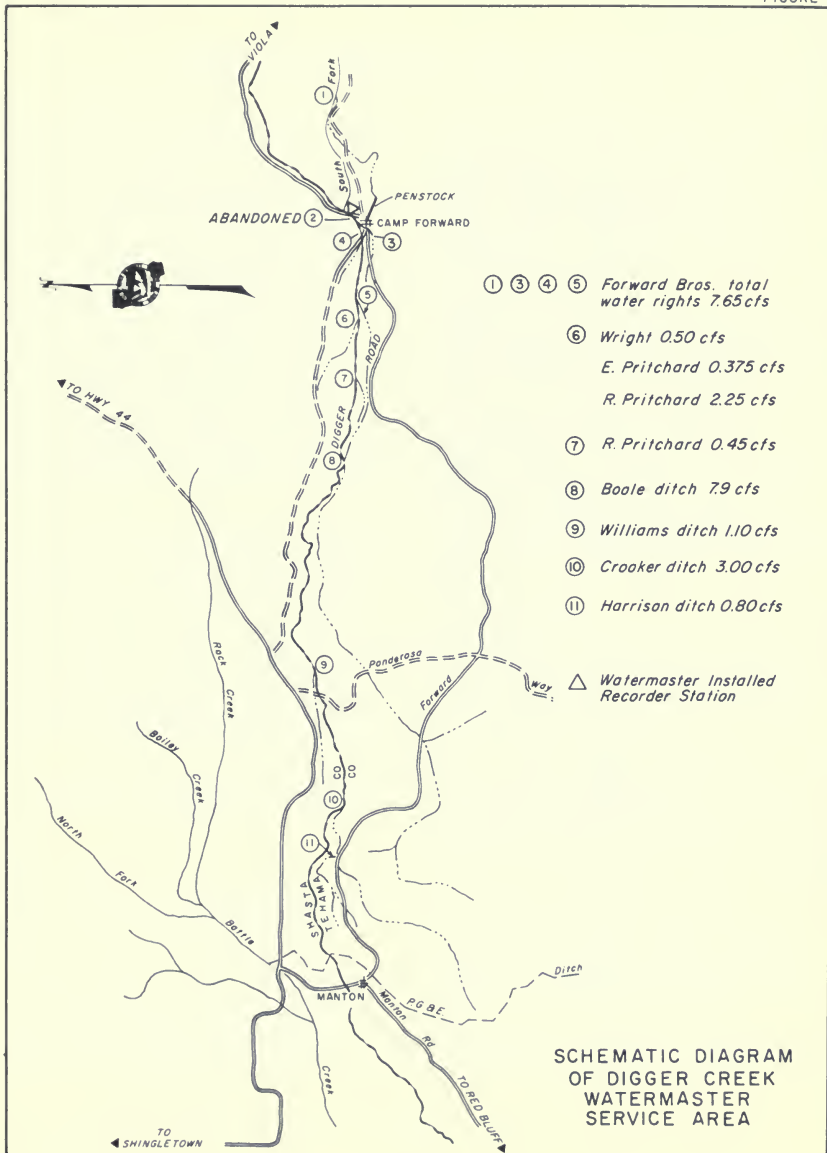 FIGURE
TO
VIOLA
Fork
1
South
PENSTOCK
ABANDONED 2
CAMP FORWARD
4
3
5
6
ROAD
7
DIGGER
8
1 3 4 5 Forward Bros. total
water rights 7.65 cfs
6 Wright 0.50 cfs
E. Pritchard 0.375 cfs
R. Pritchard 2.25 cfs
7 R. Pritchard 0.45 cfs
8 Boole ditch 7.9 cfs
9 Williams ditch 1.10 cfs
10 Crooker ditch 3.00 cfs
11 Harrison ditch 0.80 cfs
Watermaster Installed
Recorder Station
TO HWY 44
Rock
Creek
Bailey
Creek
9
Ponderosa
Way
Forward
CO
CO
10
11
North
Fork
Battle
SHASTA
TEHAMA
Ditch
MANTON
P.G.&E.
Manton
Rd
Creek
TO RED BLUFF
TO
SHINGLETOWN
SCHEMATIC DIAGRAM
OF DIGGER CREEK
WATERMASTER
SERVICE AREA